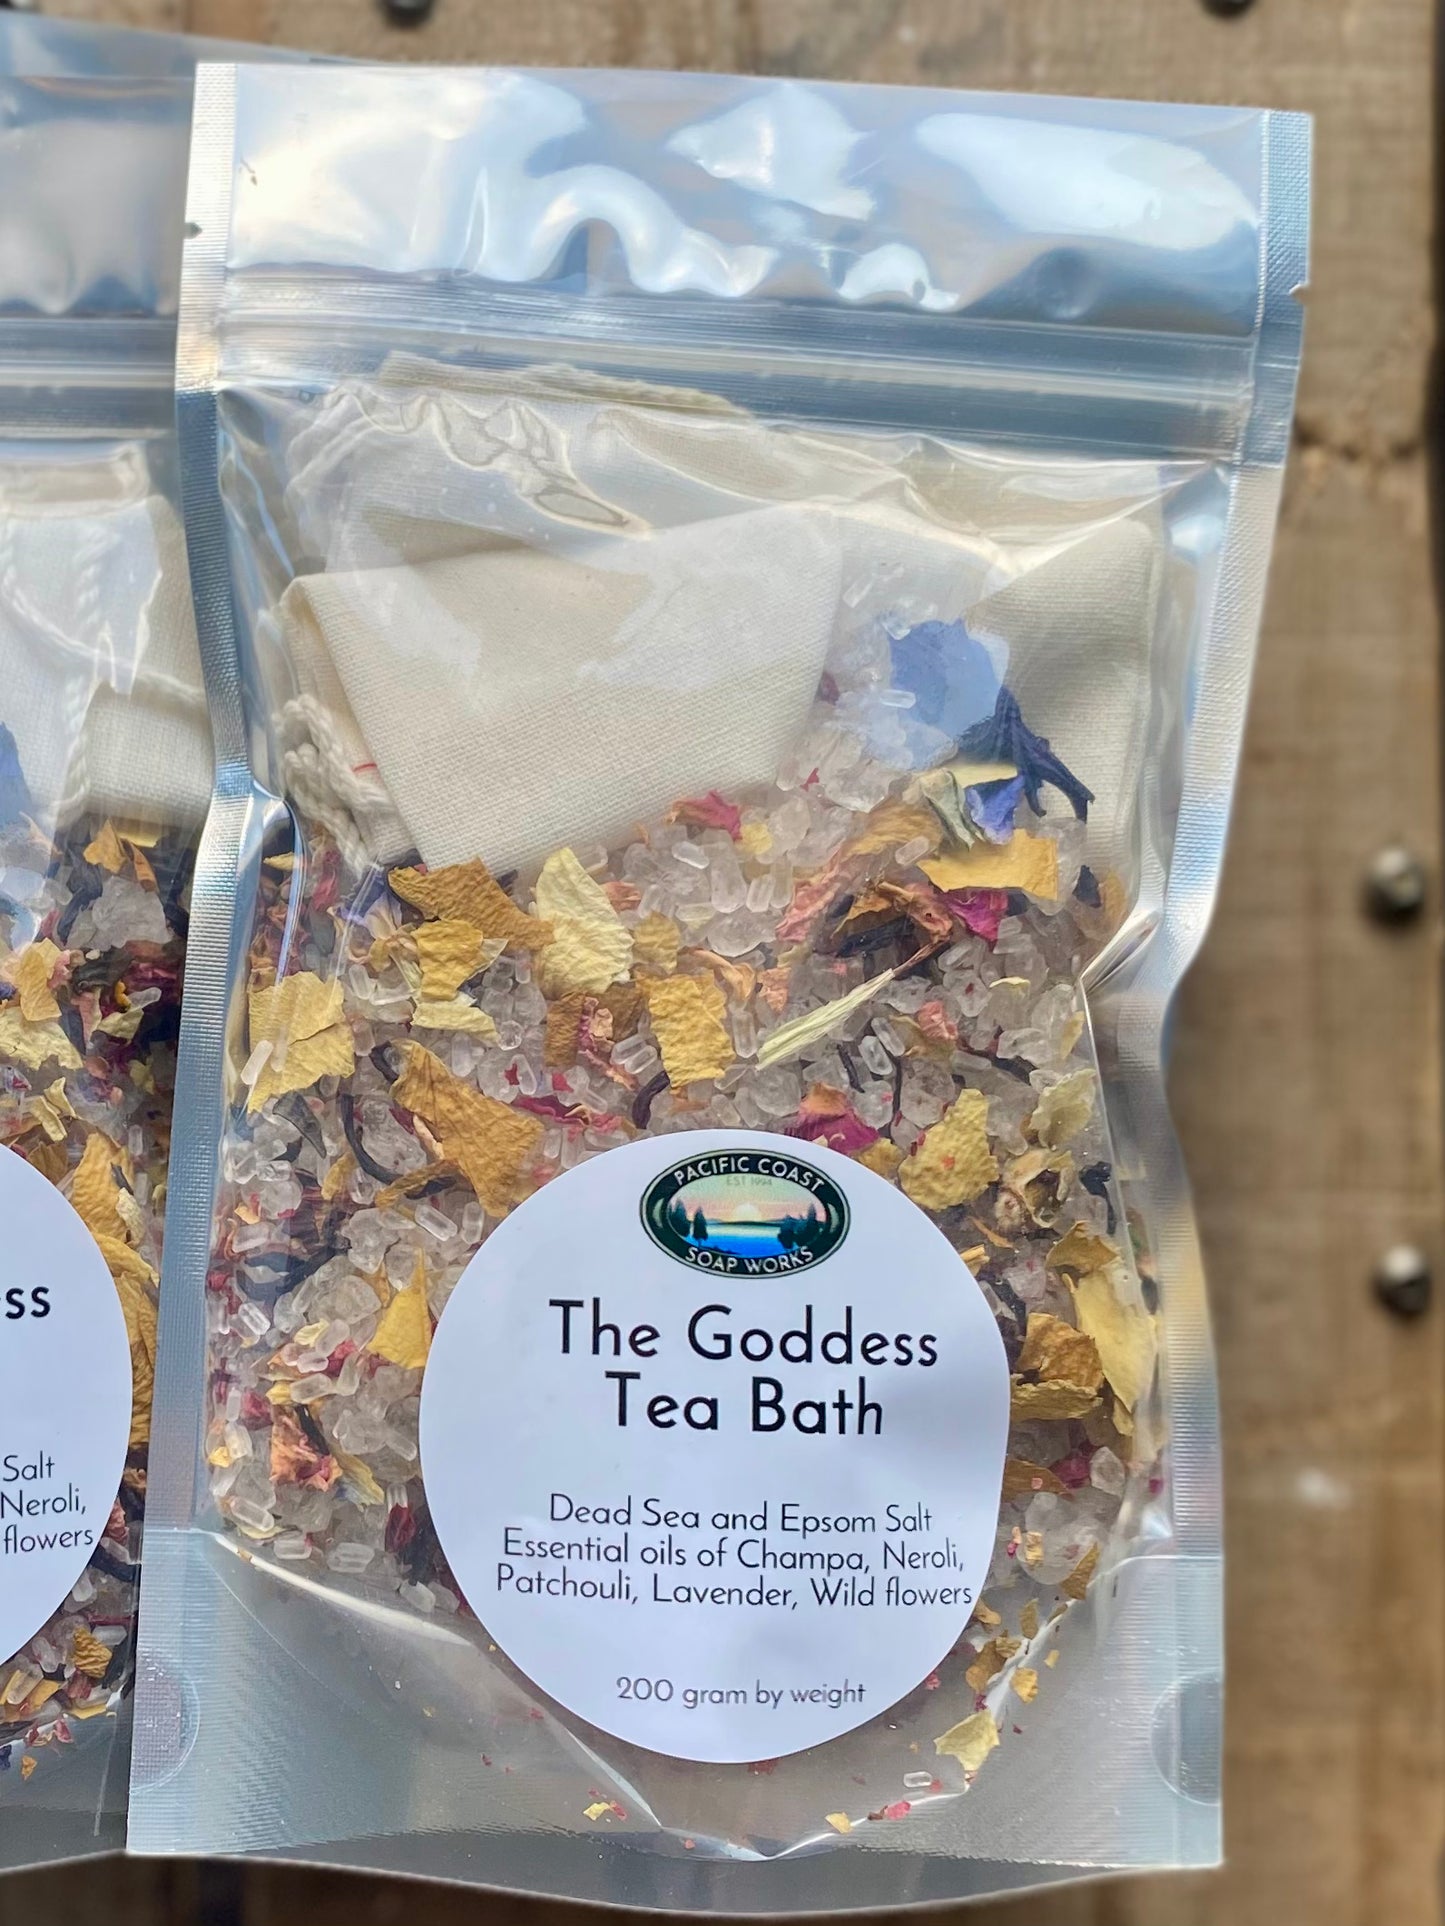 PACIFIC COAST
EST 1994
SOAP WORKS
The Goddess
Tea Bath
Dead Sea and Epsom Salt
Essential oils of Champa, Neroli,
Patchouli, Lavender, Wild flowers
200 gram by weight
ess
Salt
Neroli,
flowers